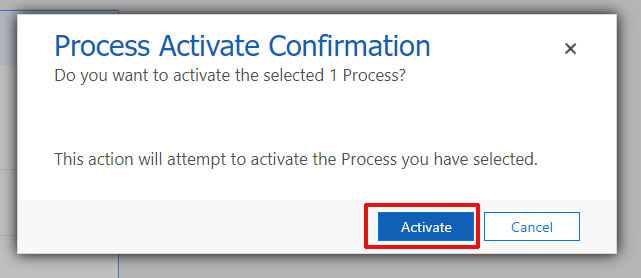 Process Activate Confirmation
Do you want to activate the selected 1 Process?
This action will attempt to activate the Process you have selected.
Activate
Cancel